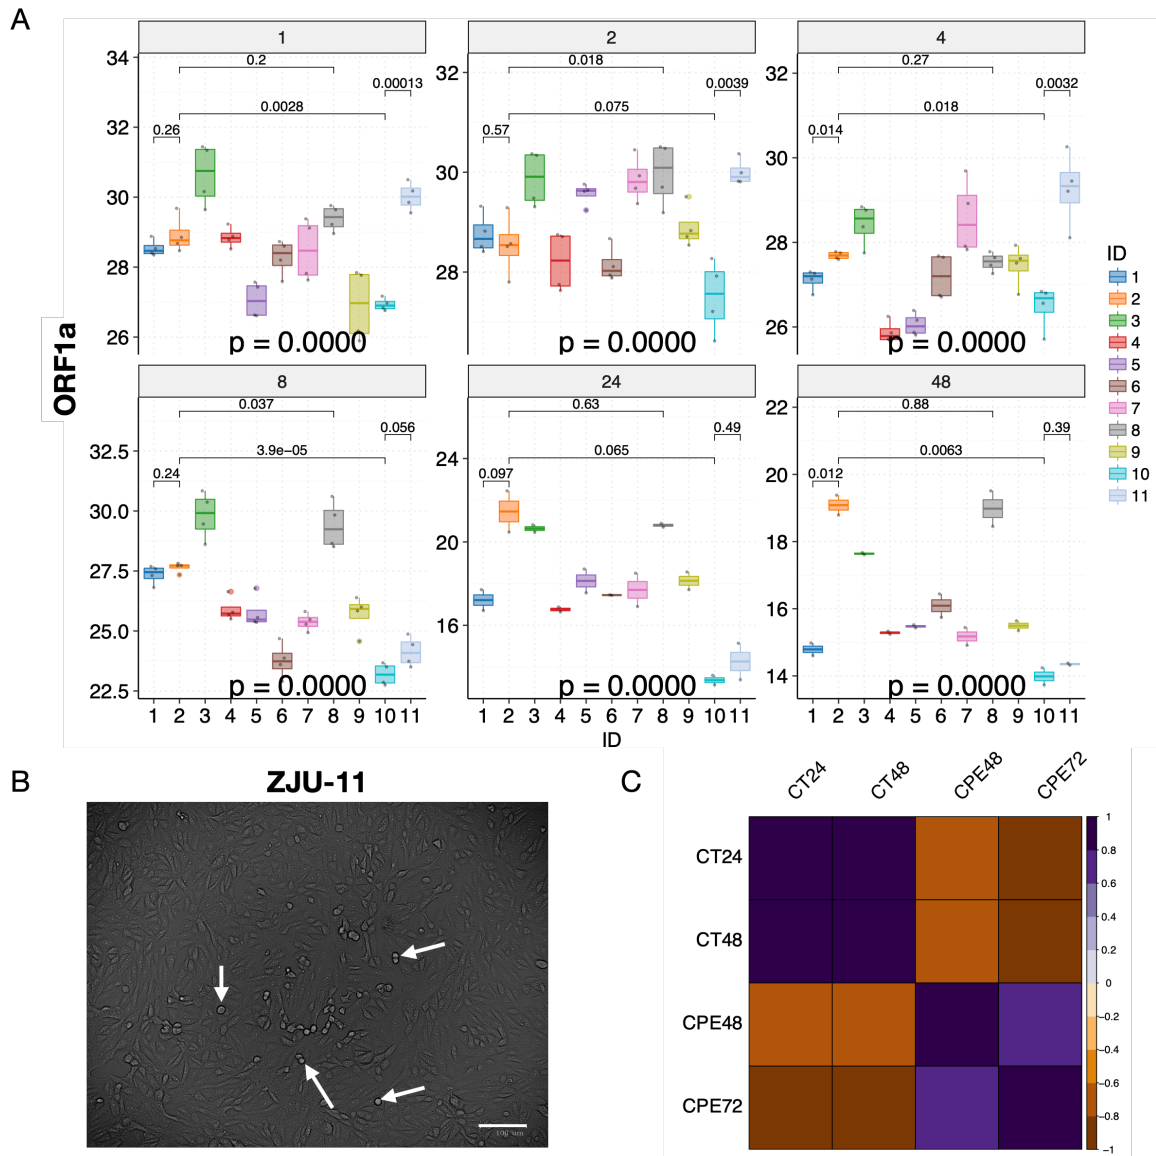 A
1
2
4
34
32
30
28
26
0.2
0.00013
0.0028
0.26
p = 0.0000
32
30
28
0.018
0.0039
0.075
0.57
p = 0.0000
32
30
28
26
0.27
0.0032
0.018
0.014
p = 0.0000
ORF1a
8
24
48
32.5
30.0
27.5
25.0
22.5
0.037
0.056
3.9e−05
0.24
p = 0.0000
24
20
16
0.63
0.49
0.065
0.097
p = 0.0000
22
20
18
16
14
0.88
0.39
0.0063
0.012
p = 0.0000
1 2 3 4 5 6 7 8 9 10 11
1 2 3 4 5 6 7 8 9 10 11
1 2 3 4 5 6 7 8 9 10 11
ID
ID
1
2
3
4
5
6
7
8
9
10
11
B
ZJU-11
100 um
C
CT24
CT48
CPE48
CPE72
CT24
CT48
CPE48
CPE72
1
0.8
0.6
0.4
0.2
0
−0.2
−0.4
−0.6
−0.8
−1